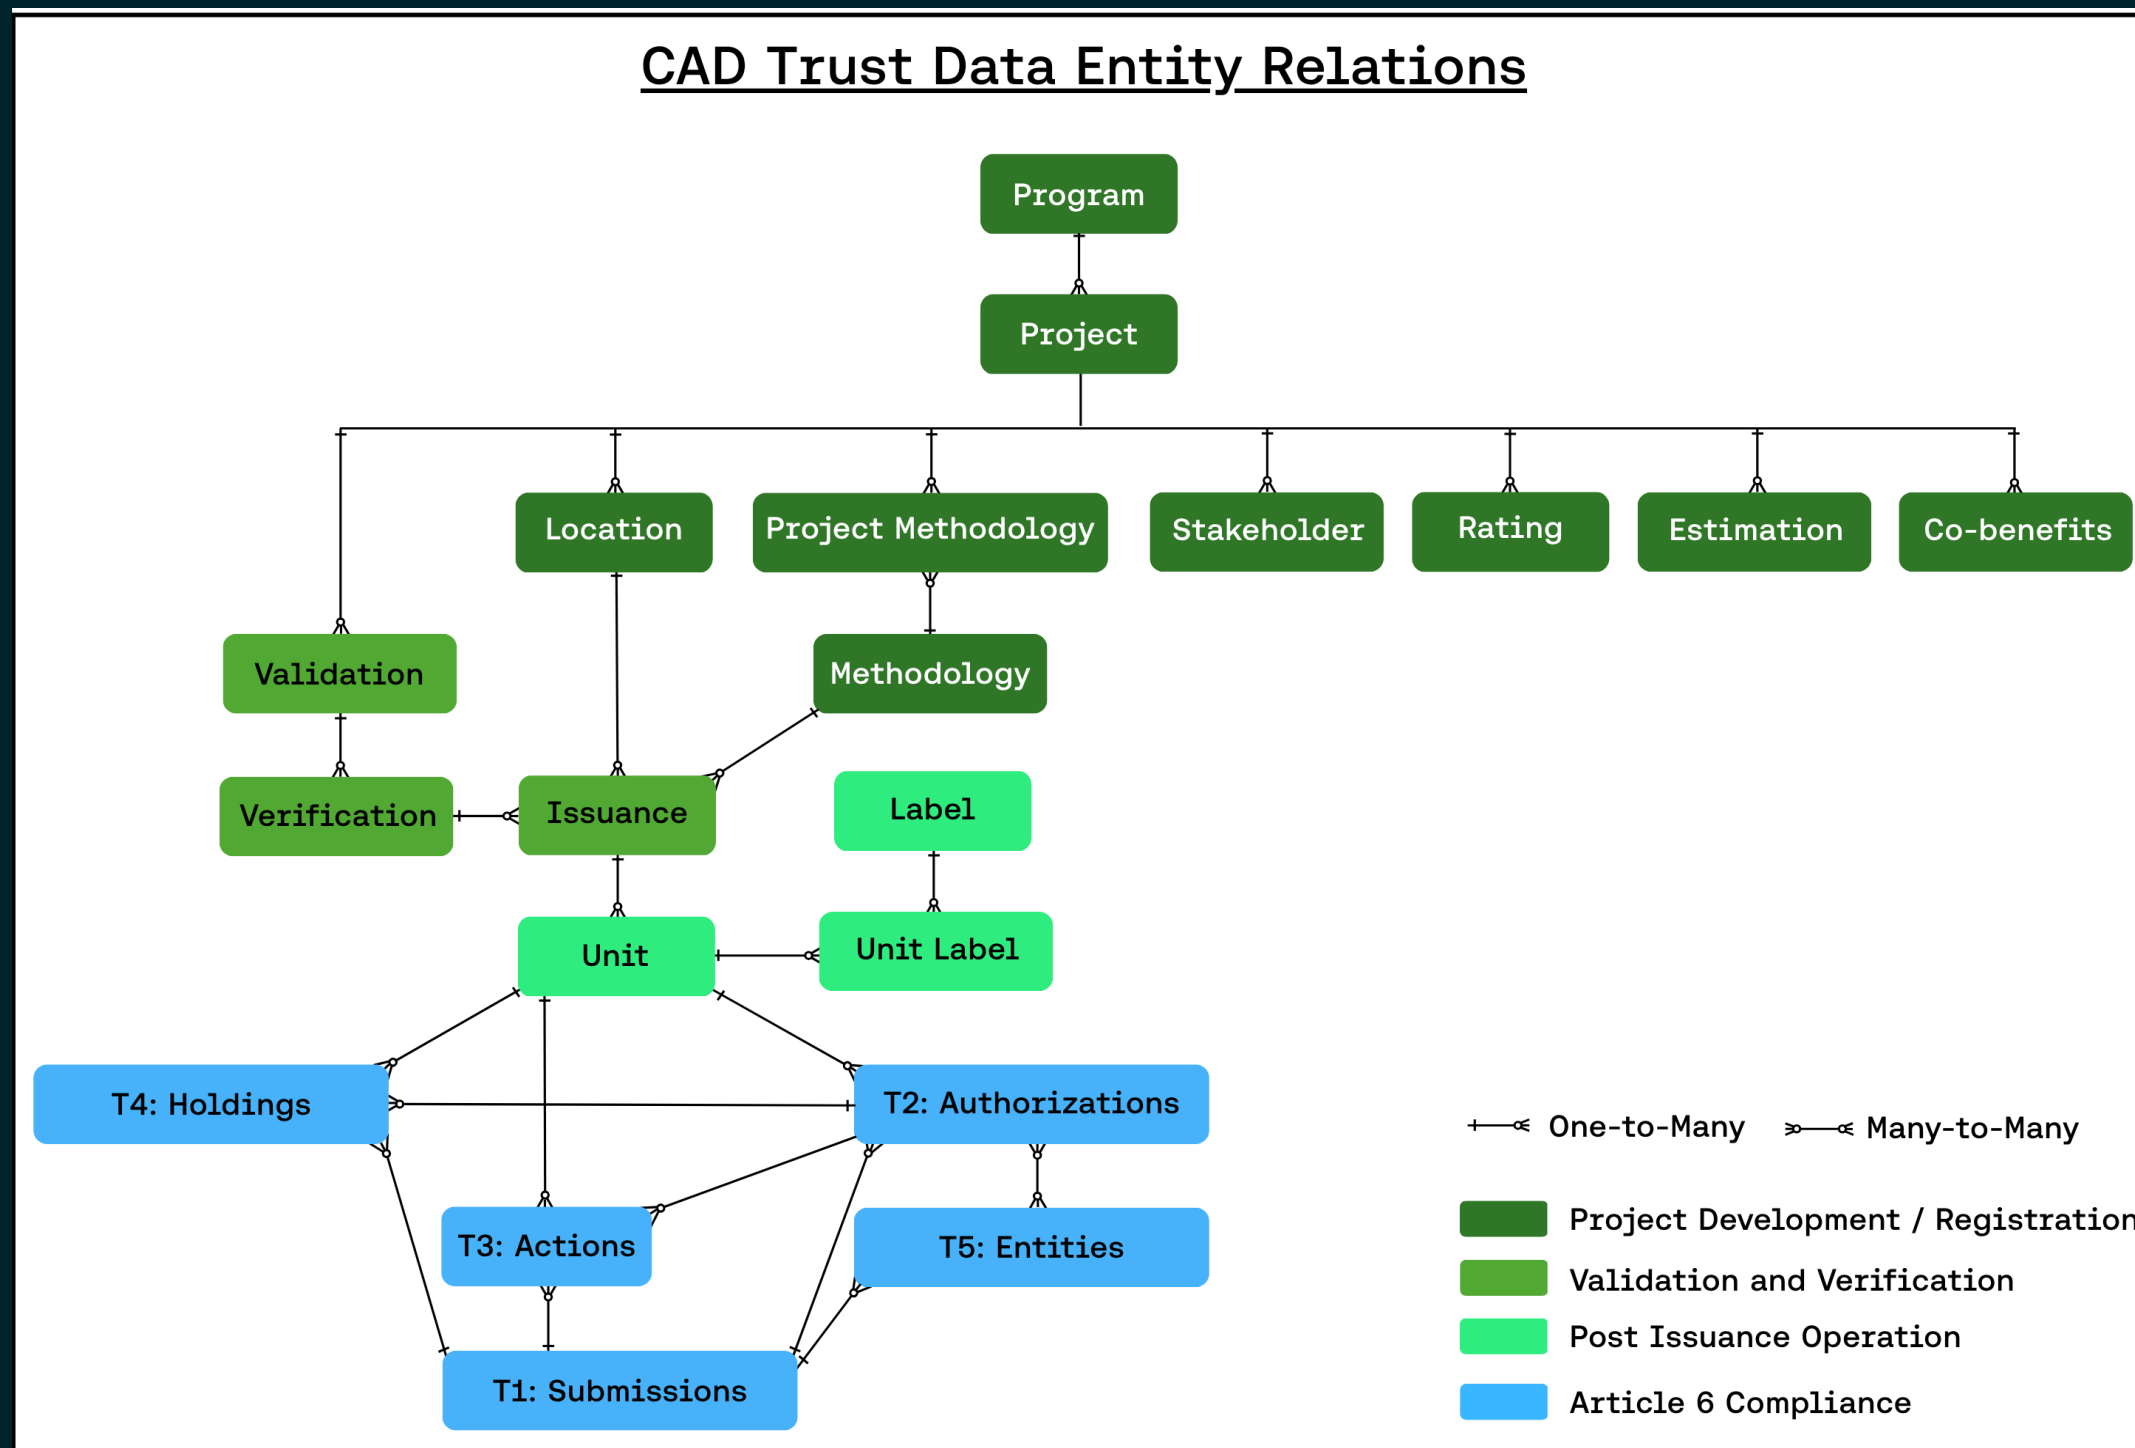 CAD Trust Data Entity Relations
Program
Project
Location
Project Methodology
Stakeholder
Rating
Estimation
Co-benefits
Validation
Methodology
Verification
Issuance
Label
Unit
Unit Label
T4: Holdings
T2: Authorizations
One-to-Many
Many-to-Many
T3: Actions
T5: Entities
Project Development / Registration
Validation and Verification
Post Issuance Operation
T1: Submissions
Article 6 Compliance